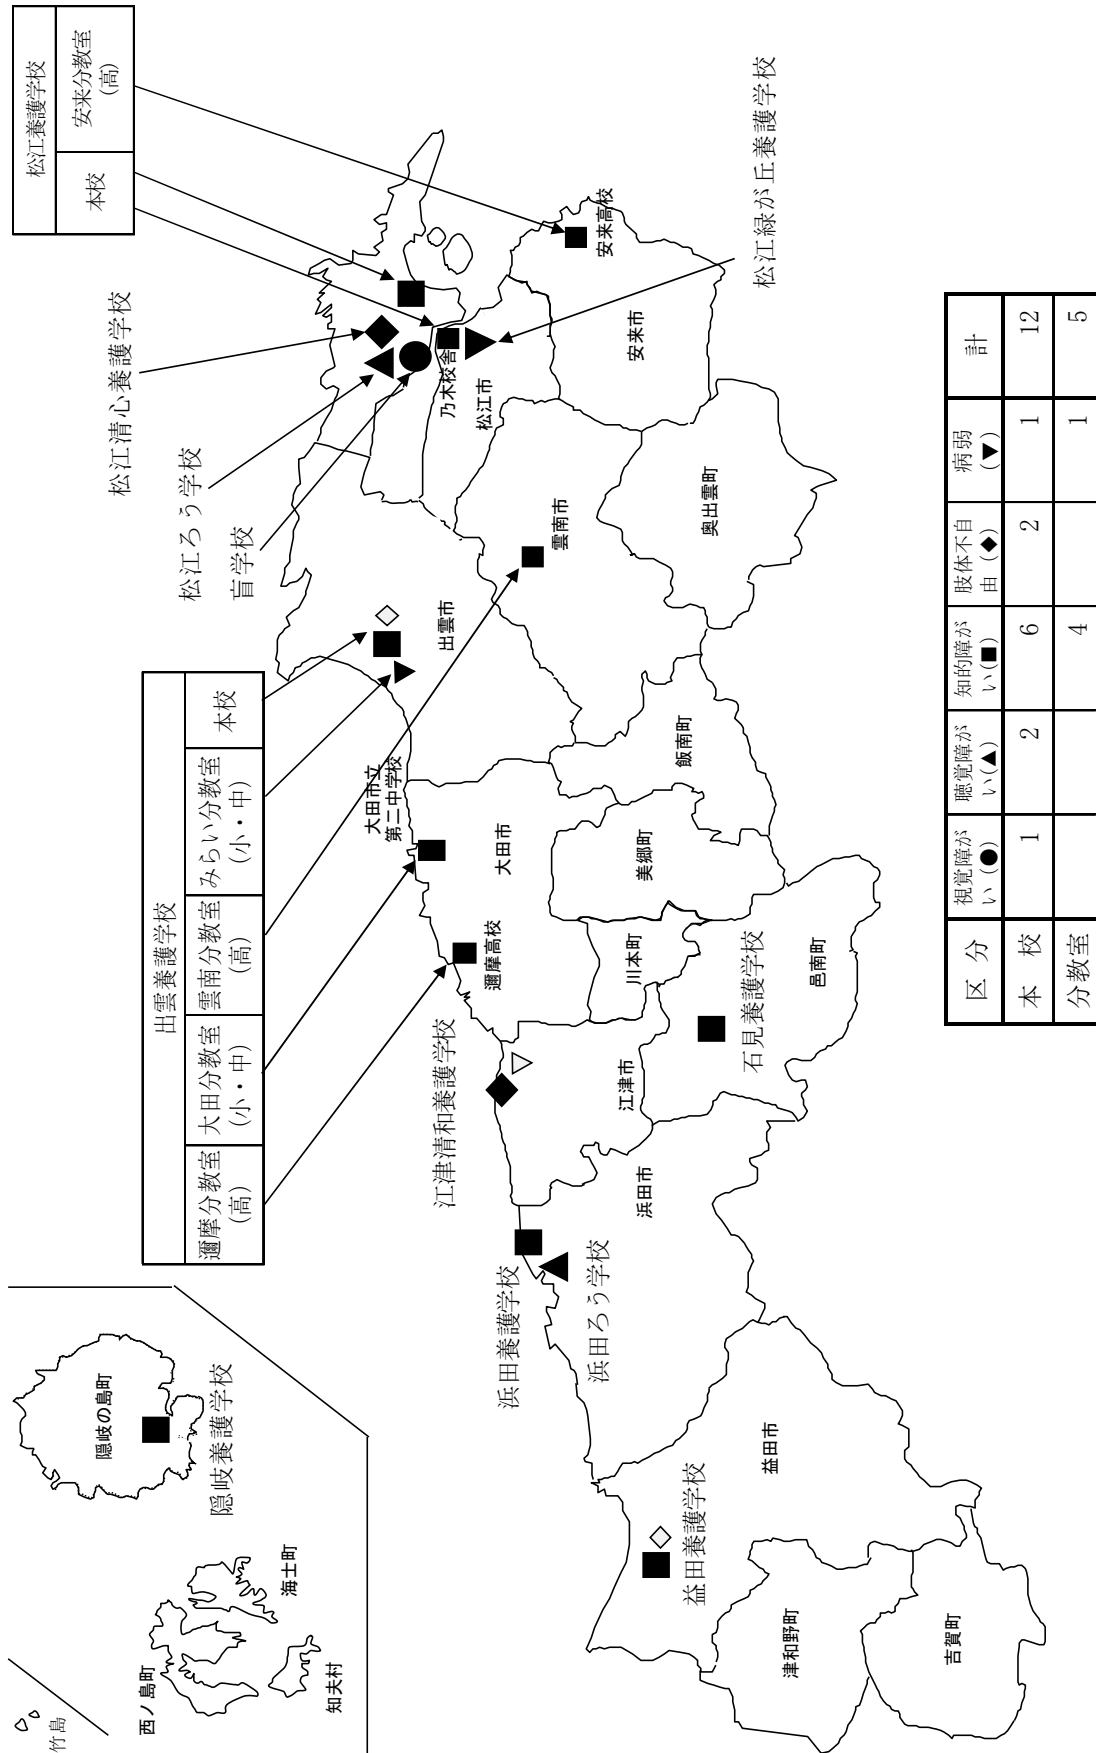 竹島
西ノ島町
知夫村
海士町
隠岐の島町
隠岐養護学校
出雲養護学校
邇摩分教室
(高)
大田分教室
(小・中)
雲南分教室
(高)
みらい分教室
(小・中)
本校
松江養護学校
本校
安来分教室
(高)
松江清心養護学校
松江ろう学校
盲学校
松江緑が丘養護学校
乃木校舎
松江市
安来高校
安来市
雲南市
奥出雲町
出雲市
飯南町
大田市立
第二中学校
大田市
邇摩高校
美郷町
川本町
邑南町
石見養護学校
江津清和養護学校
江津市
浜田養護学校
浜田ろう学校
浜田市
益田養護学校
益田市
津和野町
吉賀町
区 分
視覚障が
い(●)
聴覚障が
い(▲)
知的障が
い(■)
肢体不自
由(◆)
病弱
(▼)
計
本 校 1 2 6 2 1 12
分教室 4 1 5